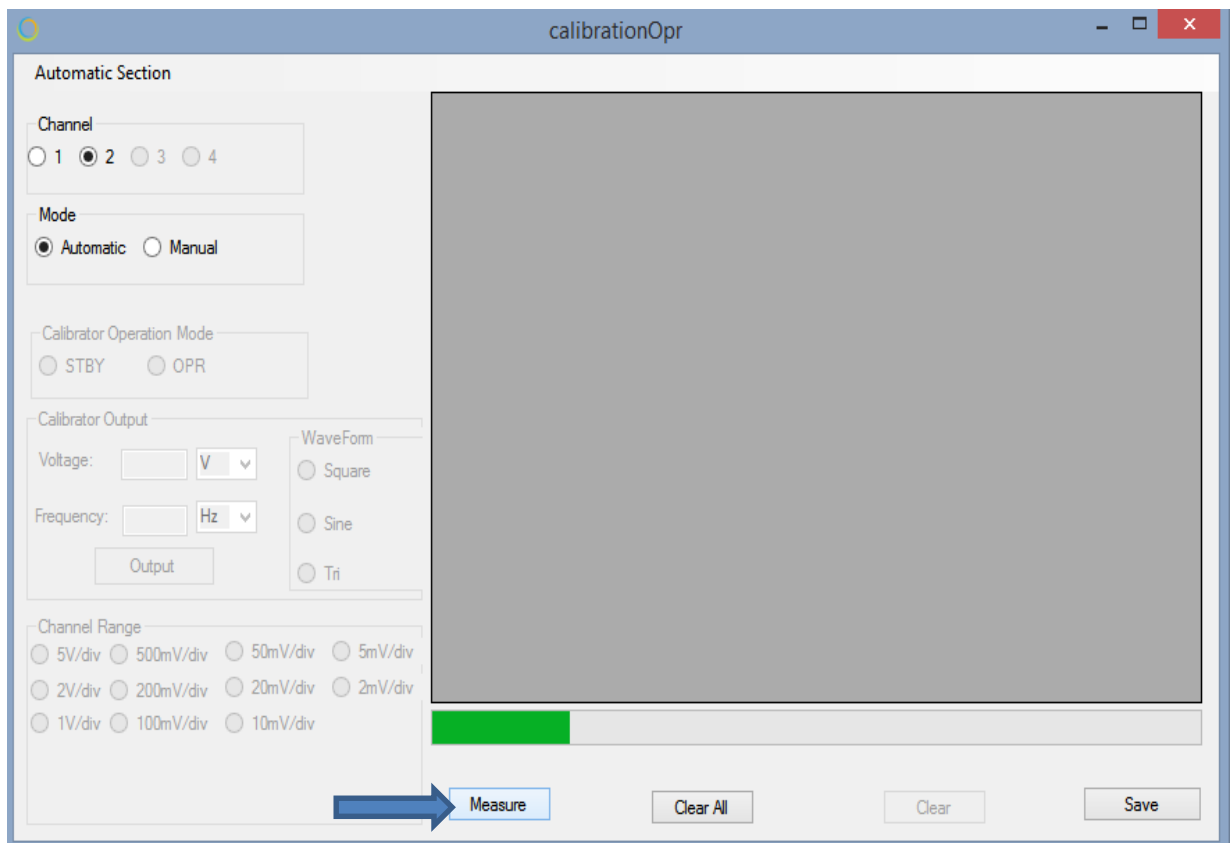 calibrationOpr
Automatic Section
Channel
1 2 3 4
Mode
Automatic Manual
Calibrator Operation Mode
STBY OPR
Calibrator Output
WaveForm
Voltage: V
Square
Frequency: Hz
Sine
Output
Tri
Channel Range
5V/div 500mV/div 50mV/div 5mV/div
2V/div 200mV/div 20mV/div 2mV/div
1V/div 100mV/div 10mV/div
Measure Clear All Clear Save